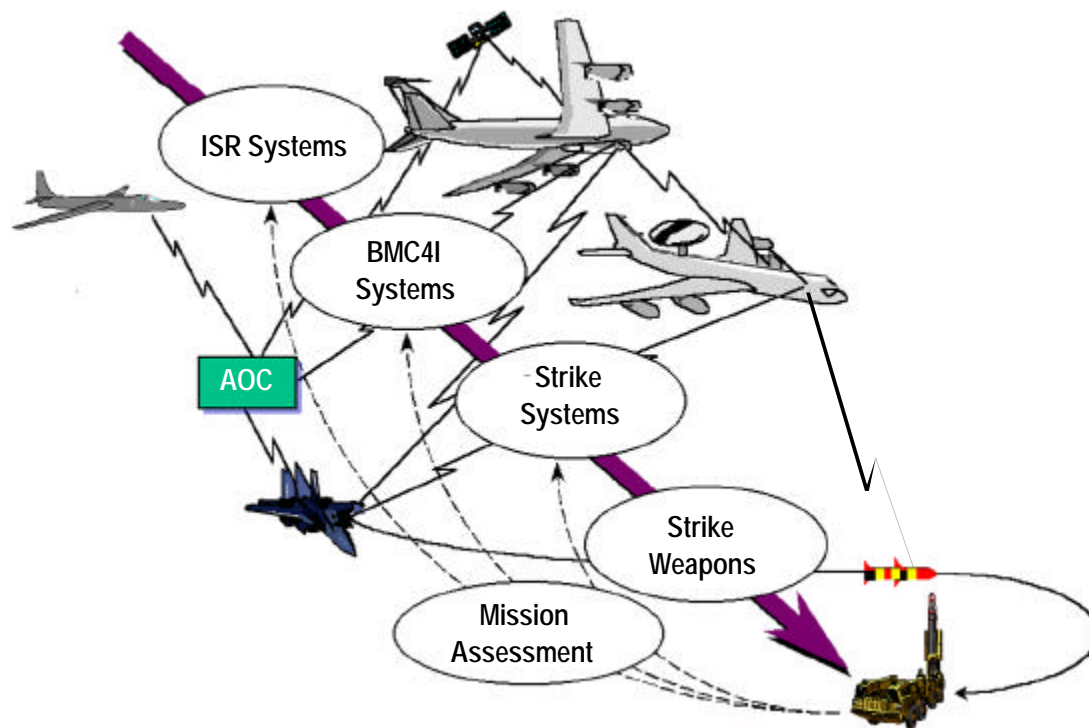 ISR Systems
BMC4I
Systems
AOC
Strike
Systems
Strike
Weapons
Mission
Assessment